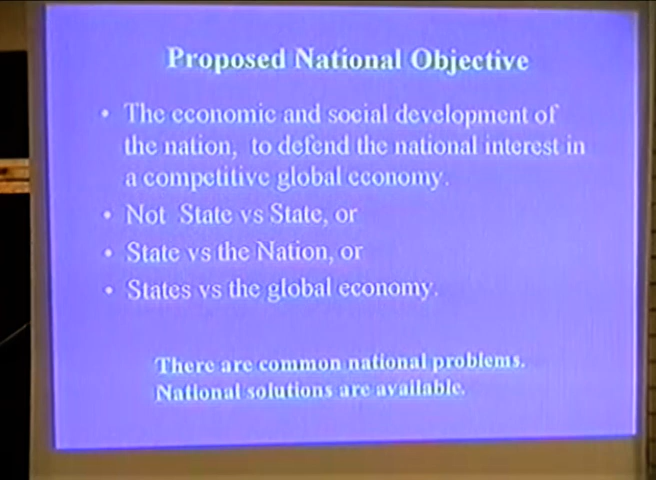 Proposed National Objective
• The economic and social development of
the nation, to defend the national interest in
a competitive global economy.
• Not State vs State, or
• State vs the Nation, or
• States vs the global economy.
There are common national problems.
National solutions are available.